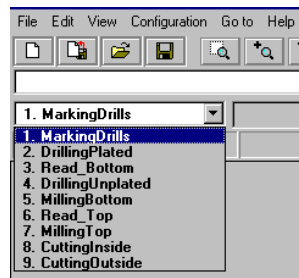 File Edit View Configuration Go to Help
1. MarkingDrills
1. MarkingDrills
2. DrillingPlated
3. Read_Bottom
4. DrillingUnplated
5. MillingBottom
6. Read_Top
7. MillingTop
8. CuttingInside
9. CuttingOutside